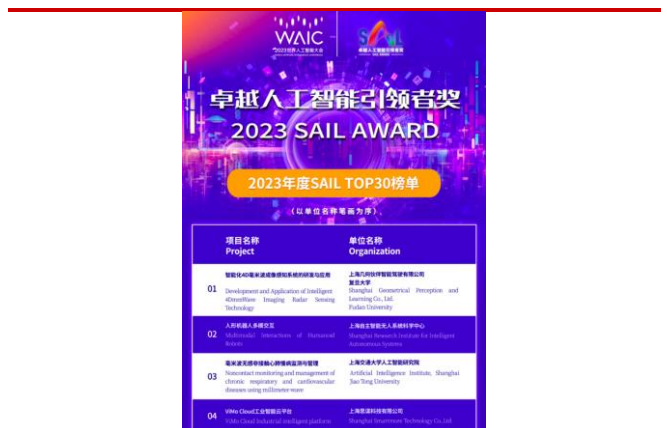 WAIC
2023世界人工智能大会
SAIL
卓越人工智能引领者奖
卓越人工智能引领者奖
2023 SAIL AWARD
2023年度SAIL TOP30榜单
(以单位名称笔画为序)
项目名称
Project
单位名称
Organization
01
智能化4D毫米波成像感知系统的研发与应用
Development and Application of Intelligent
4DmmWave Imaging Radar Sensing
Technology
上海几何伙伴智能驾驶有限公司
复旦大学
Shanghai Geometrical Perception and
Learning Co., Ltd.
Fudan University
02
人形机器人多模交互
Multimodal Interactions of Humanoid
Robots
上海自主智能无人系统科学中心
Shanghai Research Institute for Intelligent
Autonomous Systems
03
毫米波无感非接触心肺慢病监测与管理
Noncontact monitoring and management of
chronic respiratory and cardiovascular
diseases using millimeter-wave
上海交通大学人工智能研究院
Artificial Intelligence Institute, Shanghai
Jiao Tong University
04
ViMo Cloud工业智能云平台
ViMo Cloud Industrial intelligent platform
上海思谋科技有限公司
Shanghai Smartmore Technology Co.,Ltd